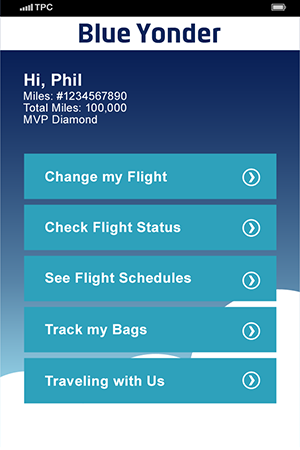 TPC
Blue Yonder
Hi, Phil
Miles: #1234567890
Total Miles: 100,000
MVP Diamond
Change my Flight
Check Flight Status
See Flight Schedules
Track my Bags
Traveling with Us